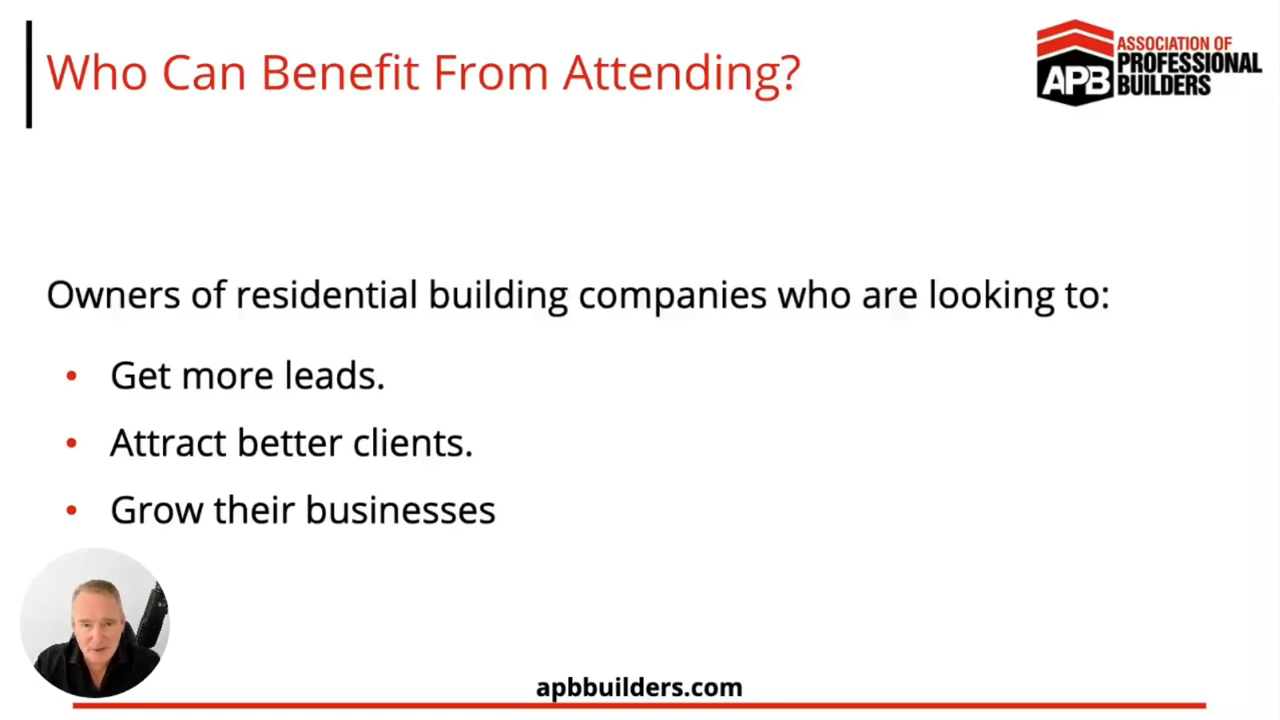 Who Can Benefit From Attending?
APB
ASSOCIATION OF
PROFESSIONAL
BUILDERS
Owners of residential building companies who are looking to:
• Get more leads.
• Attract better clients.
• Grow their businesses
apbbuilders.com